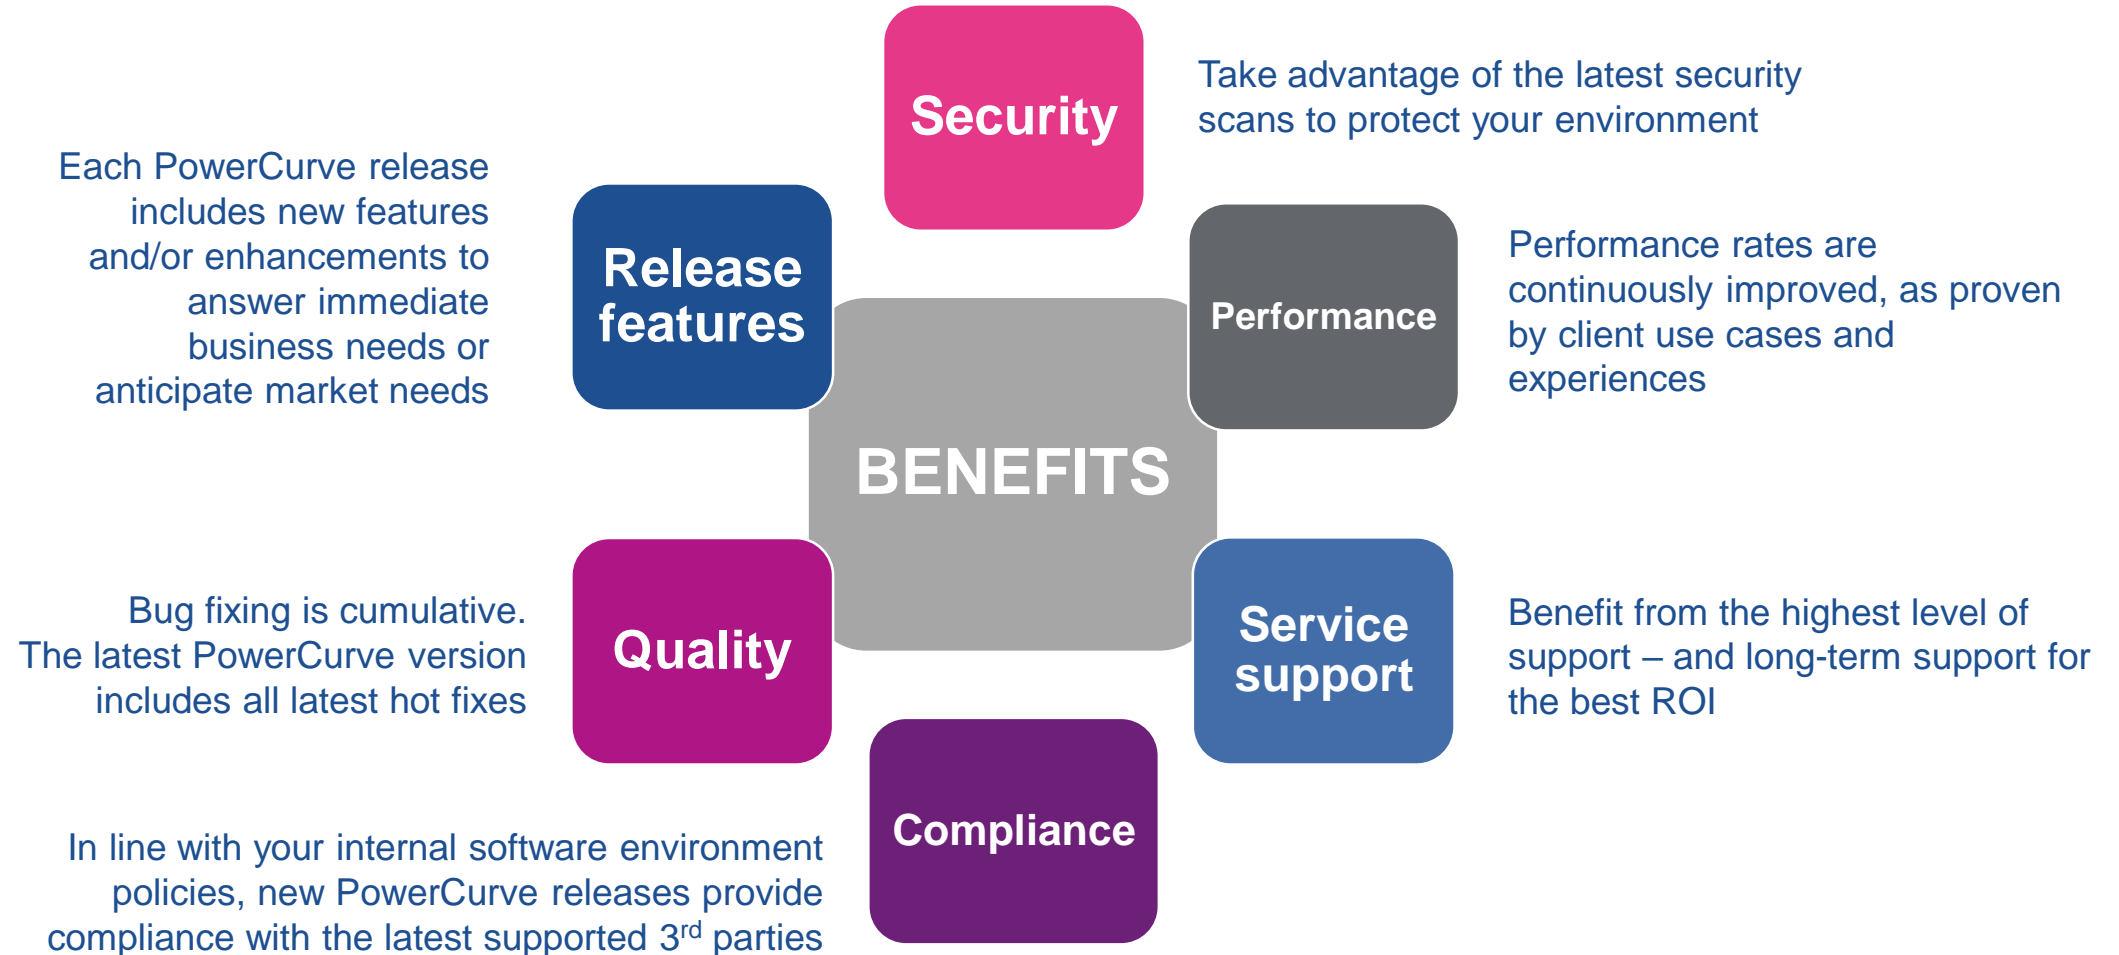 Security
Take advantage of the latest security
scans to protect your environment
Each PowerCurve release
includes new features
and/or enhancements to
answer immediate
business needs or
anticipate market needs
Release
features
Performance
Performance rates are
continuously improved, as proven
by client use cases and
experiences
BENEFITS
Bug fixing is cumulative.
The latest PowerCurve version
includes all latest hot fixes
Quality
Service
support
Benefit from the highest level of
support – and long-term support for
the best ROI
Compliance
In line with your internal software environment
policies, new PowerCurve releases provide
compliance with the latest supported 3rd parties